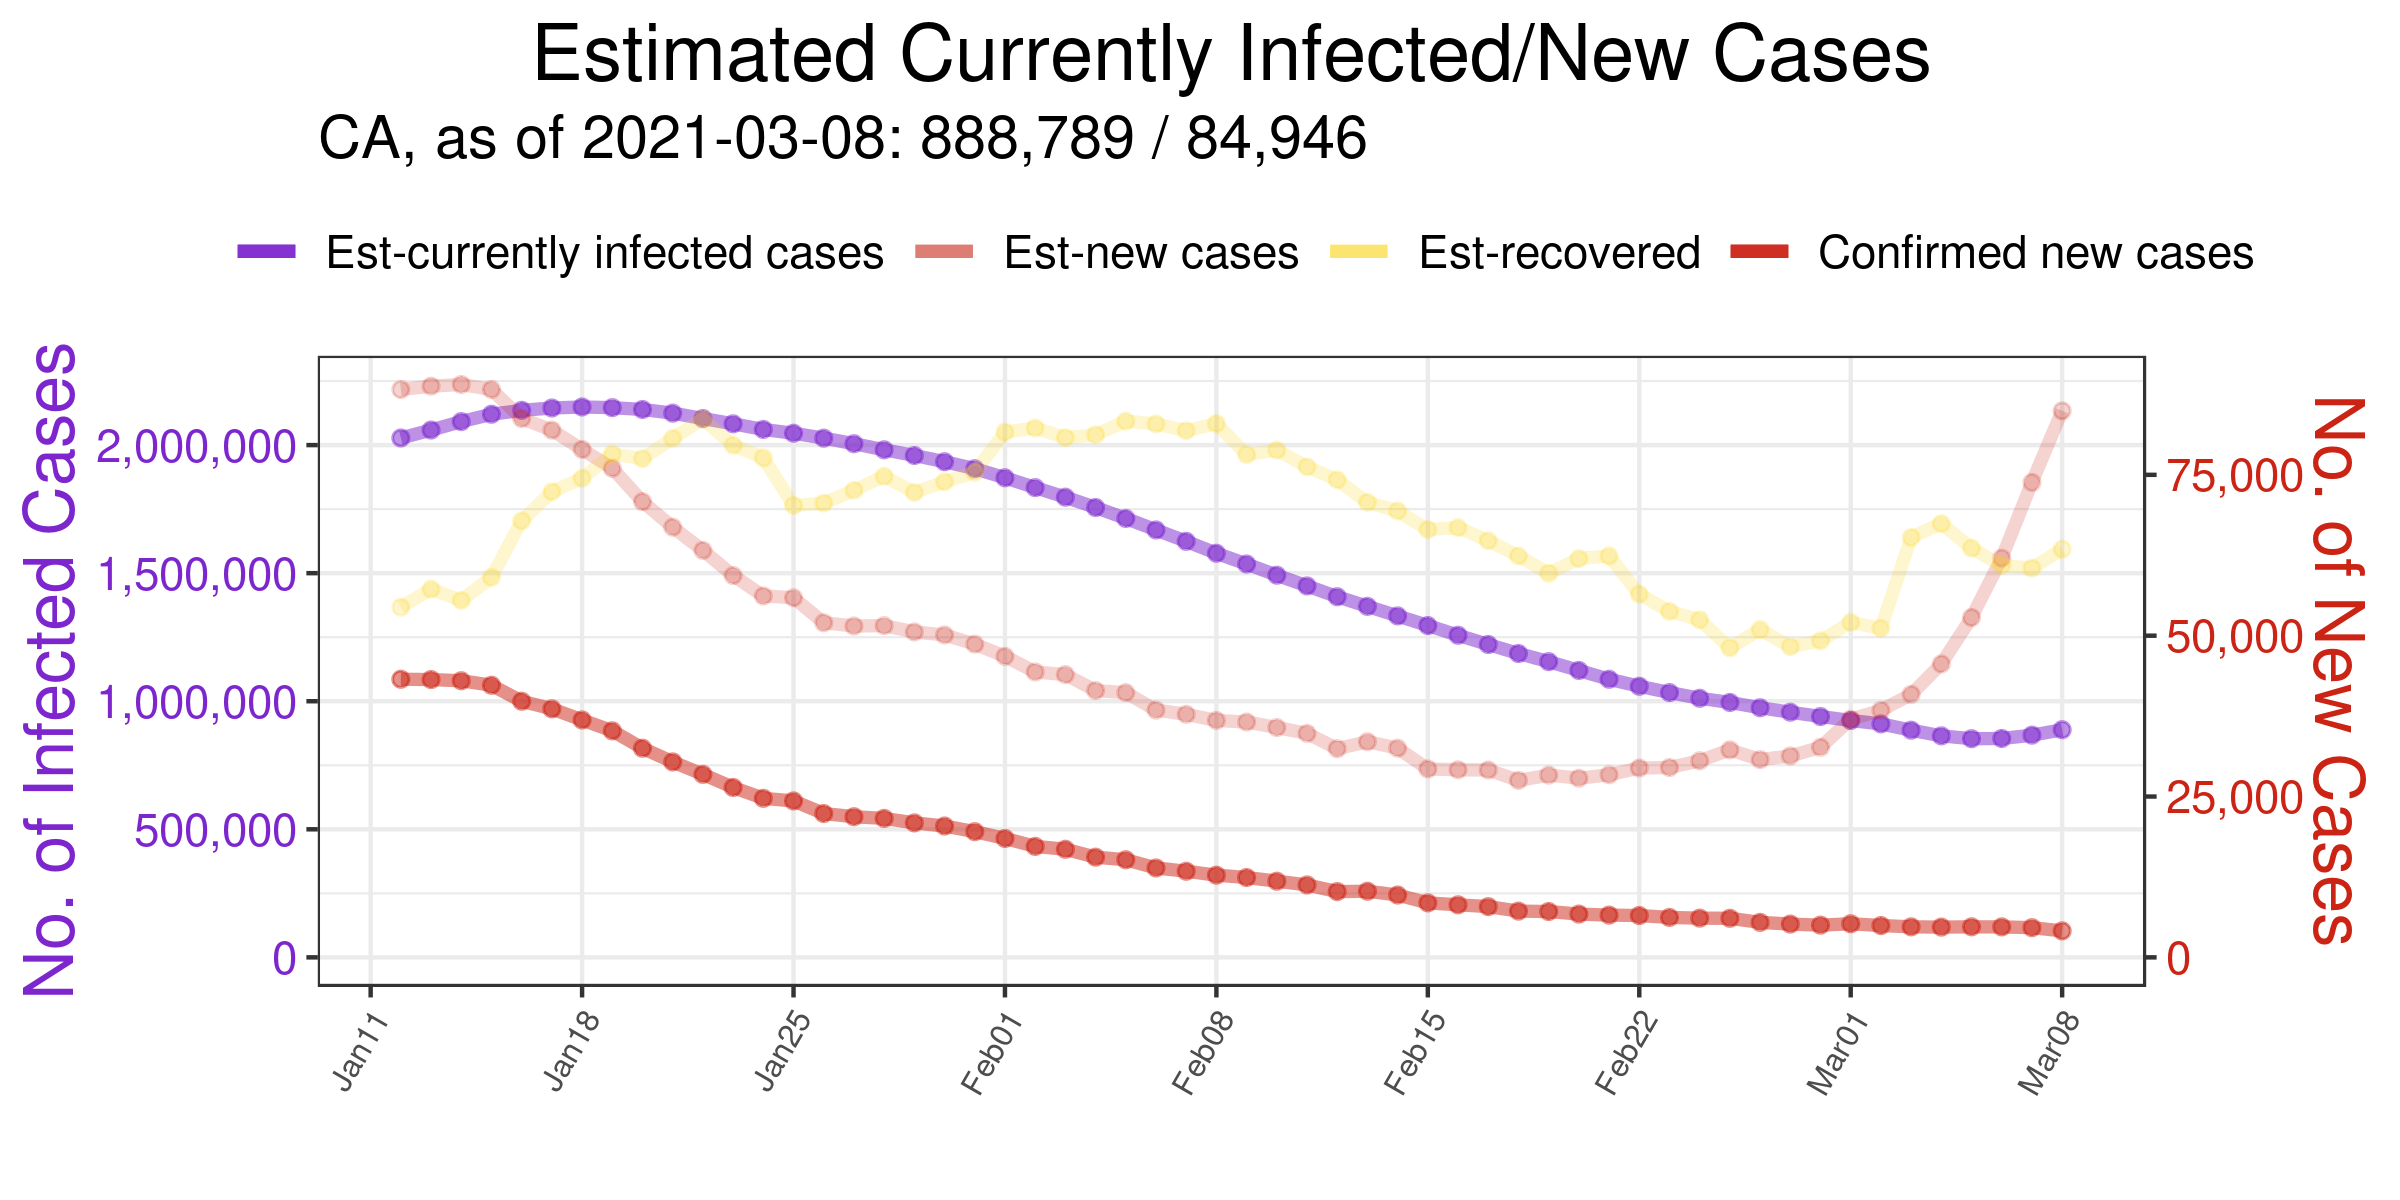 Estimated Currently Infected/New Cases
CA, as of 2021-03-08: 888,789 / 84,946
Est-currently infected cases Est-new cases Est-recovered Confirmed new cases
No. of Infected Cases
2,000,000
1,500,000
1,000,000
500,000
0
75,000
50,000
25,000
0
No. of New Cases
Jan11 Jan18 Jan25 Feb01 Feb08 Feb15 Feb22 Mar01 Mar08